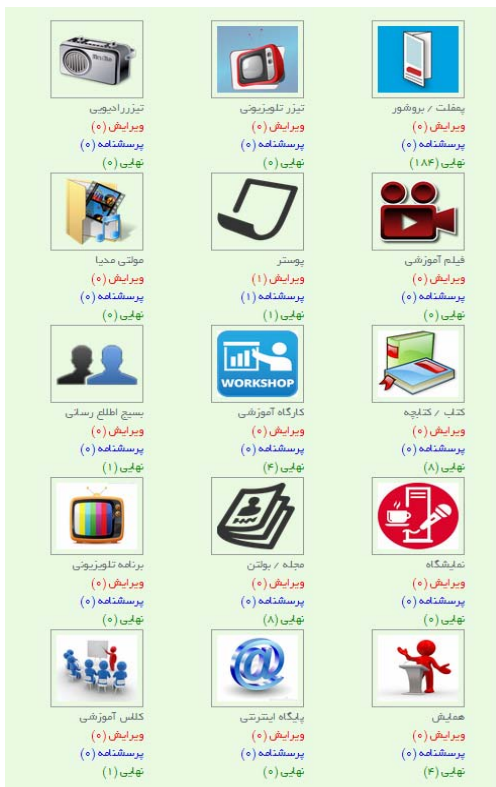 پمفلت / بروشور
ویرایش (۰)
پرسشنامه (۰)
نهایی (۱۸۴)
تیزر تلویزیونی
ویرایش (۰)
پرسشنامه (۰)
نهایی (۰)
تیزررادیویی
ویرایش (۰)
پرسشنامه (۰)
نهایی (۰)
فیلم آموزشی
ویرایش (۰)
پرسشنامه (۰)
نهایی (۰)
پوستر
ویرایش (۱)
پرسشنامه (۱)
نهایی (۱)
مولتی مدیا
ویرایش (۰)
پرسشنامه (۰)
نهایی (۰)
کتاب / کتابچه
ویرایش (۰)
پرسشنامه (۰)
نهایی (۸)
WORKSHOP
کارگاه آموزشی
ویرایش (۰)
پرسشنامه (۰)
نهایی (۴)
بسیج اطلاع رسانی
ویرایش (۰)
پرسشنامه (۰)
نهایی (۱)
نمایشگاه
ویرایش (۰)
پرسشنامه (۰)
نهایی (۰)
مجله / بولتن
ویرایش (۰)
پرسشنامه (۰)
نهایی (۸)
برنامه تلویزیونی
ویرایش (۰)
پرسشنامه (۰)
نهایی (۰)
همایش
ویرایش (۰)
پرسشنامه (۰)
نهایی (۴)
پایگاه اینترنتی
ویرایش (۰)
پرسشنامه (۰)
نهایی (۰)
کلاس آموزشی
ویرایش (۰)
پرسشنامه (۰)
نهایی (۱)